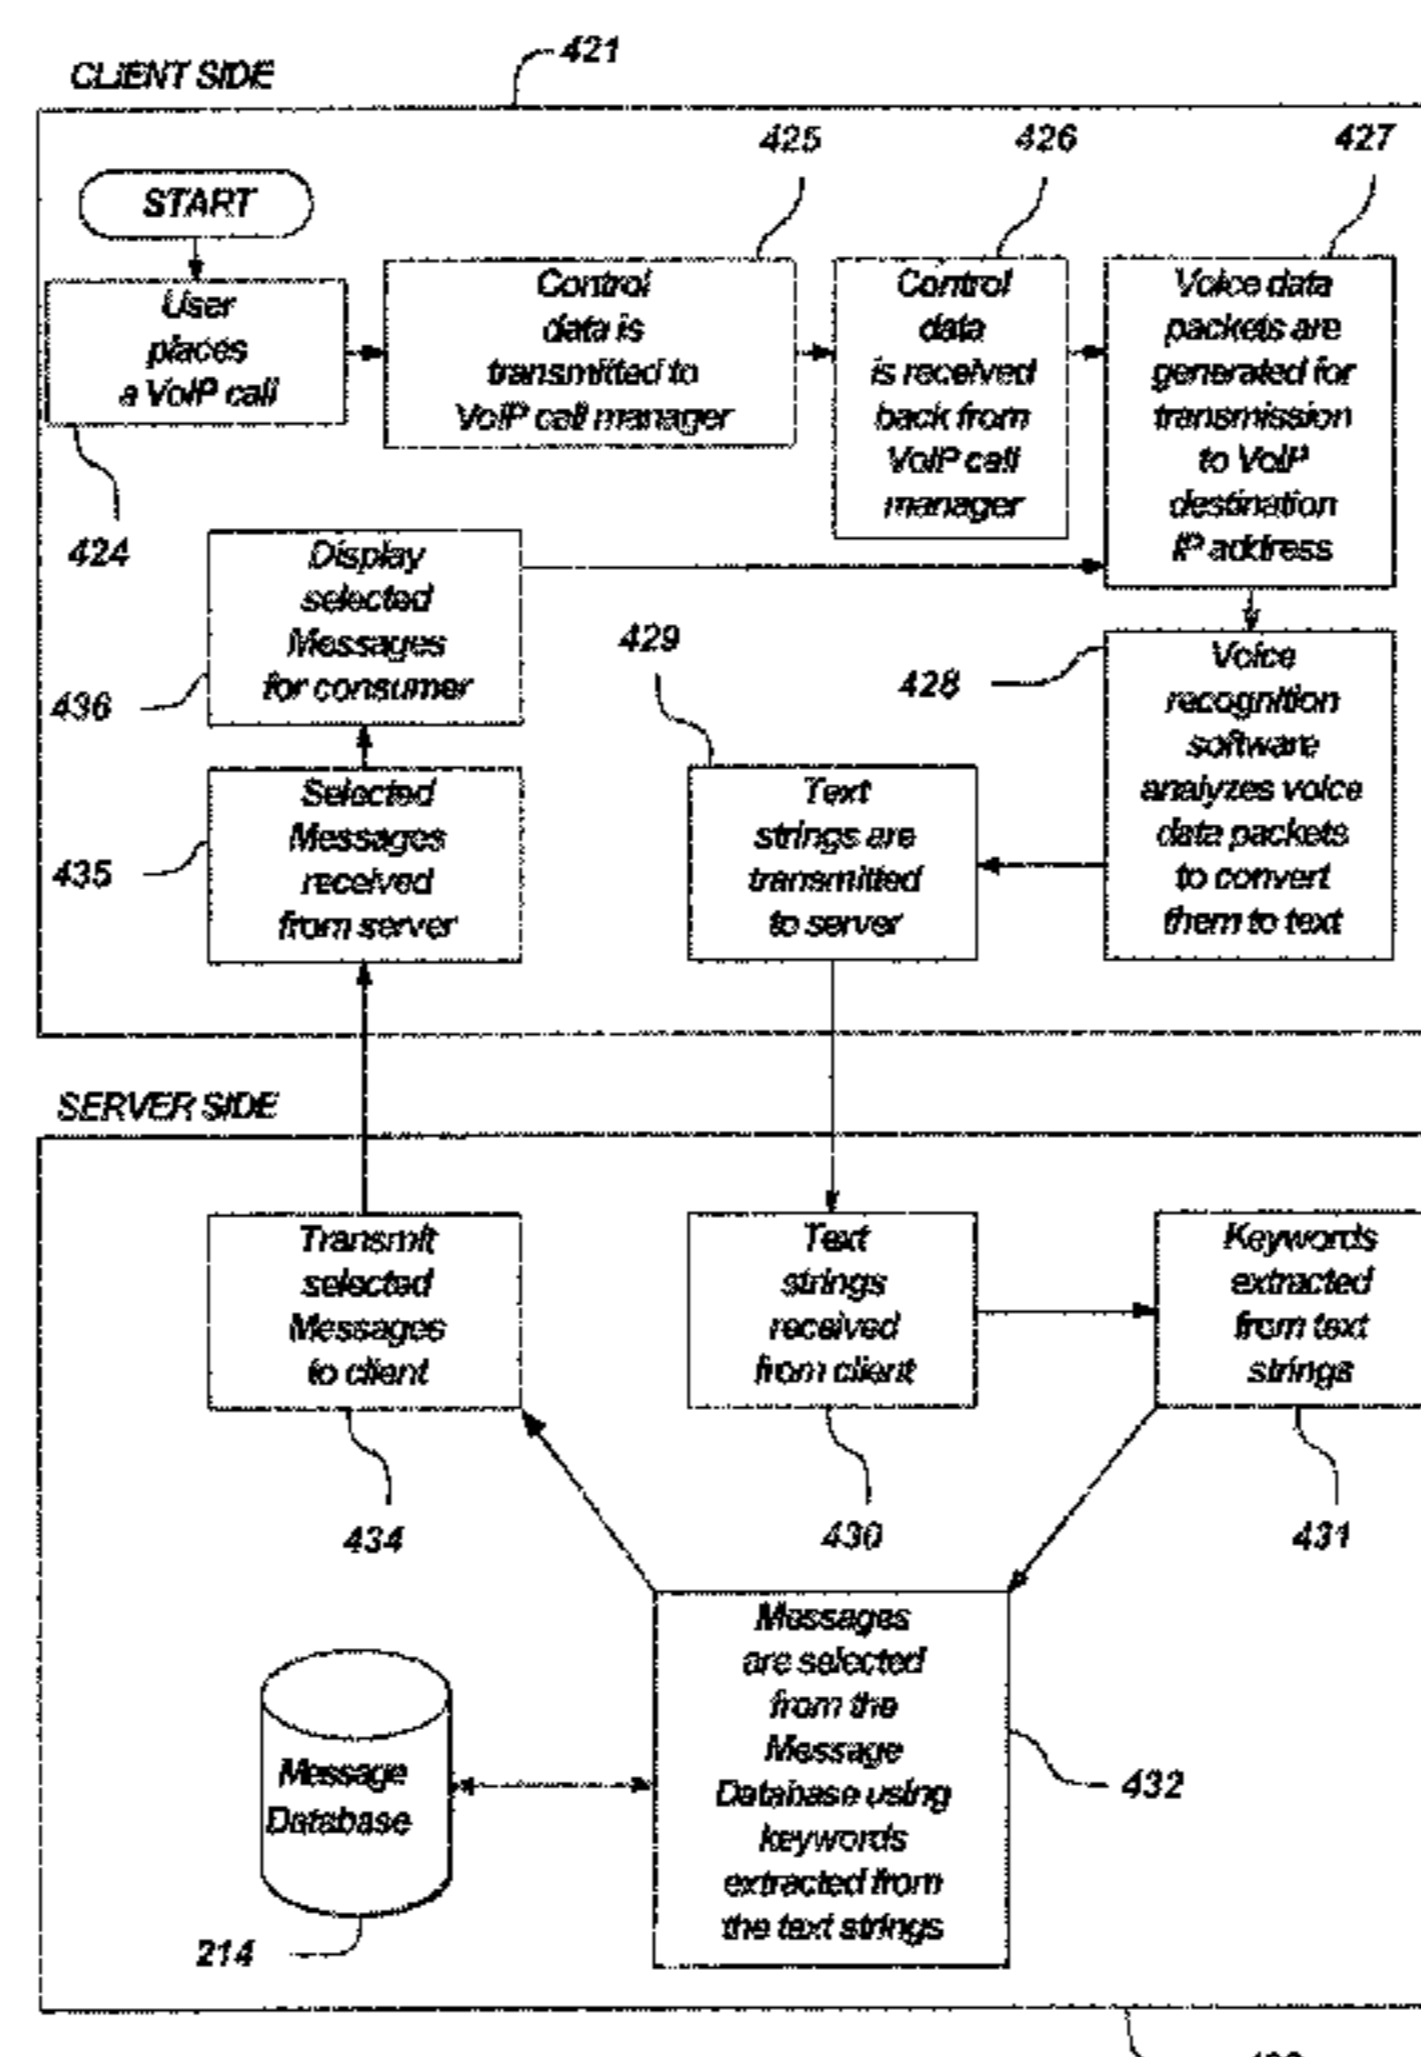 CLIENT SIDE
421
425
426
427
START
User
places
a VoIP call
Control
data is
transmitted to
VoIP call manager
Control
data
is received
back from
VoIP call
manager
Voice data
packets are
generated for
transmission
to VoIP
destination
IP address
424
Display
selected
Messages
for consumer
436
429
428
Voice
recognition
software
analyzes voice
data packets
to convert
them to text
Selected
Messages
received
from server
435
Text
strings are
transmitted
to server
SERVER SIDE
Transmit
selected
Messages
to client
Text
strings
received
from client
Keywords
extracted
from text
strings
434
430
431
Messages
are selected
from the
Message
Database using
keywords
extracted from
the text strings
432
Message
Database
214